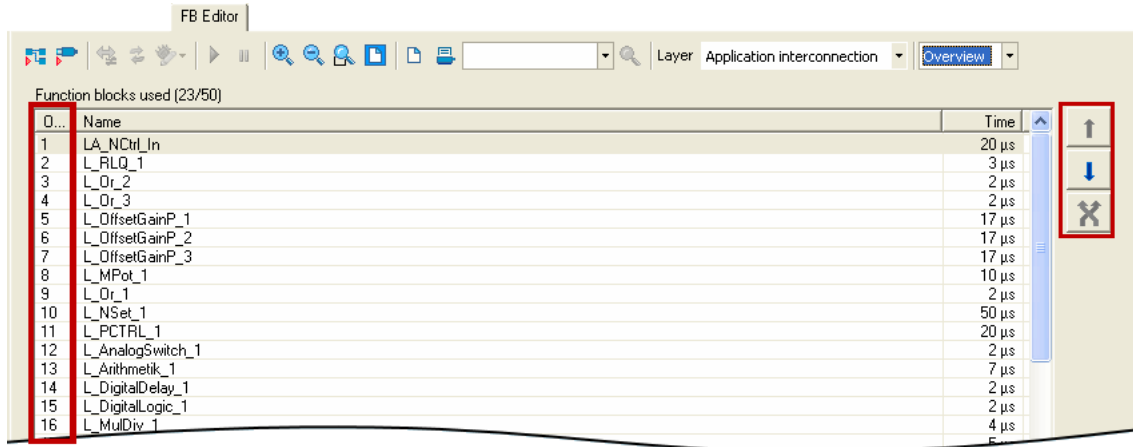 FB Editor
Layer Application interconnection Overview
Function blocks used (23/50)
O... Name Time
1 LA_NCtrl_In 20 µs
2 L_RLQ_1 3 µs
3 L_Or_2 2 µs
4 L_Or_3 2 µs
5 L_OffsetGainP_1 17 µs
6 L_OffsetGainP_2 17 µs
7 L_OffsetGainP_3 17 µs
8 L_MPot_1 10 µs
9 L_Or_1 2 µs
10 L_NSet_1 50 µs
11 L_PCTRL_1 20 µs
12 L_AnalogSwitch_1 2 µs
13 L_Arithmetik_1 7 µs
14 L_DigitalDelay_1 2 µs
15 L_DigitalLogic_1 2 µs
16 L_MulDiv_1 4 µs